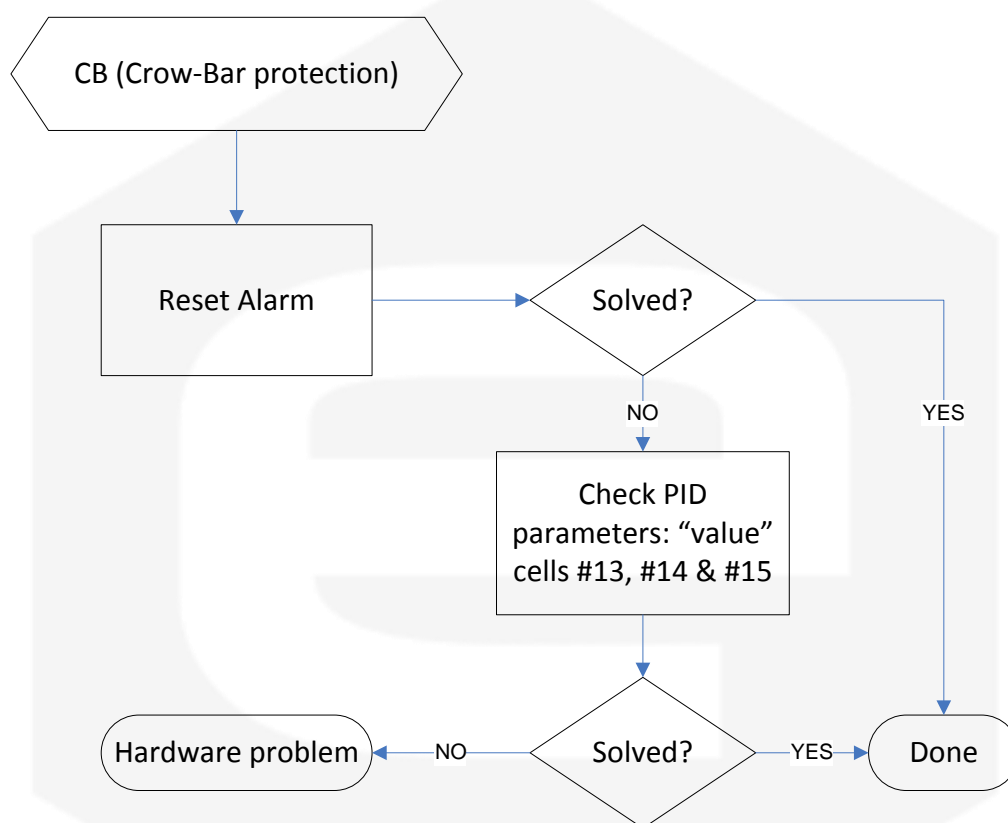 CB (Crow-Bar protection)
Reset Alarm
Solved?
NO
YES
Check PID
parameters: “value”
cells #13, #14 & #15
Hardware problem
NO
Solved?
YES
Done